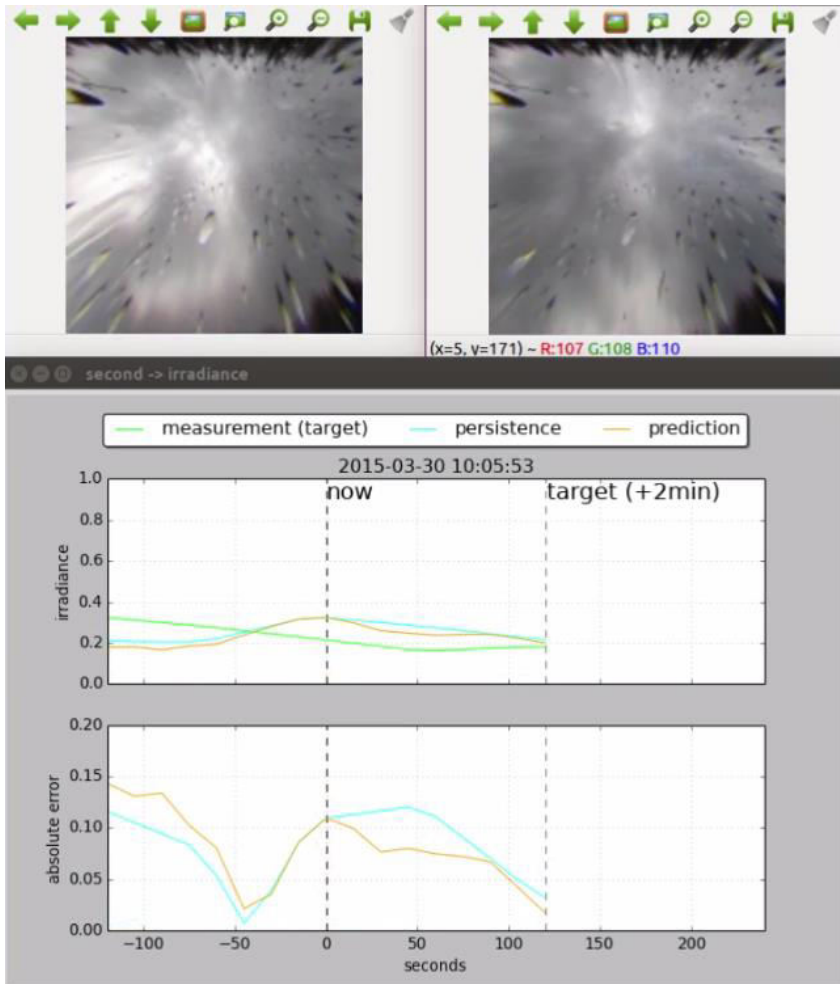 (x=5, y=171) ~ R:107 G:108 B:110
second -> irradiance
measurement (target) persistence prediction
2015-03-30 10:05:53
now target (+2min)
1.0
0.8
0.6
0.4
0.2
0.0
irradiance
0.20
0.15
0.10
0.05
0.00
absolute error
−100 −50 0 50 100 150 200
seconds